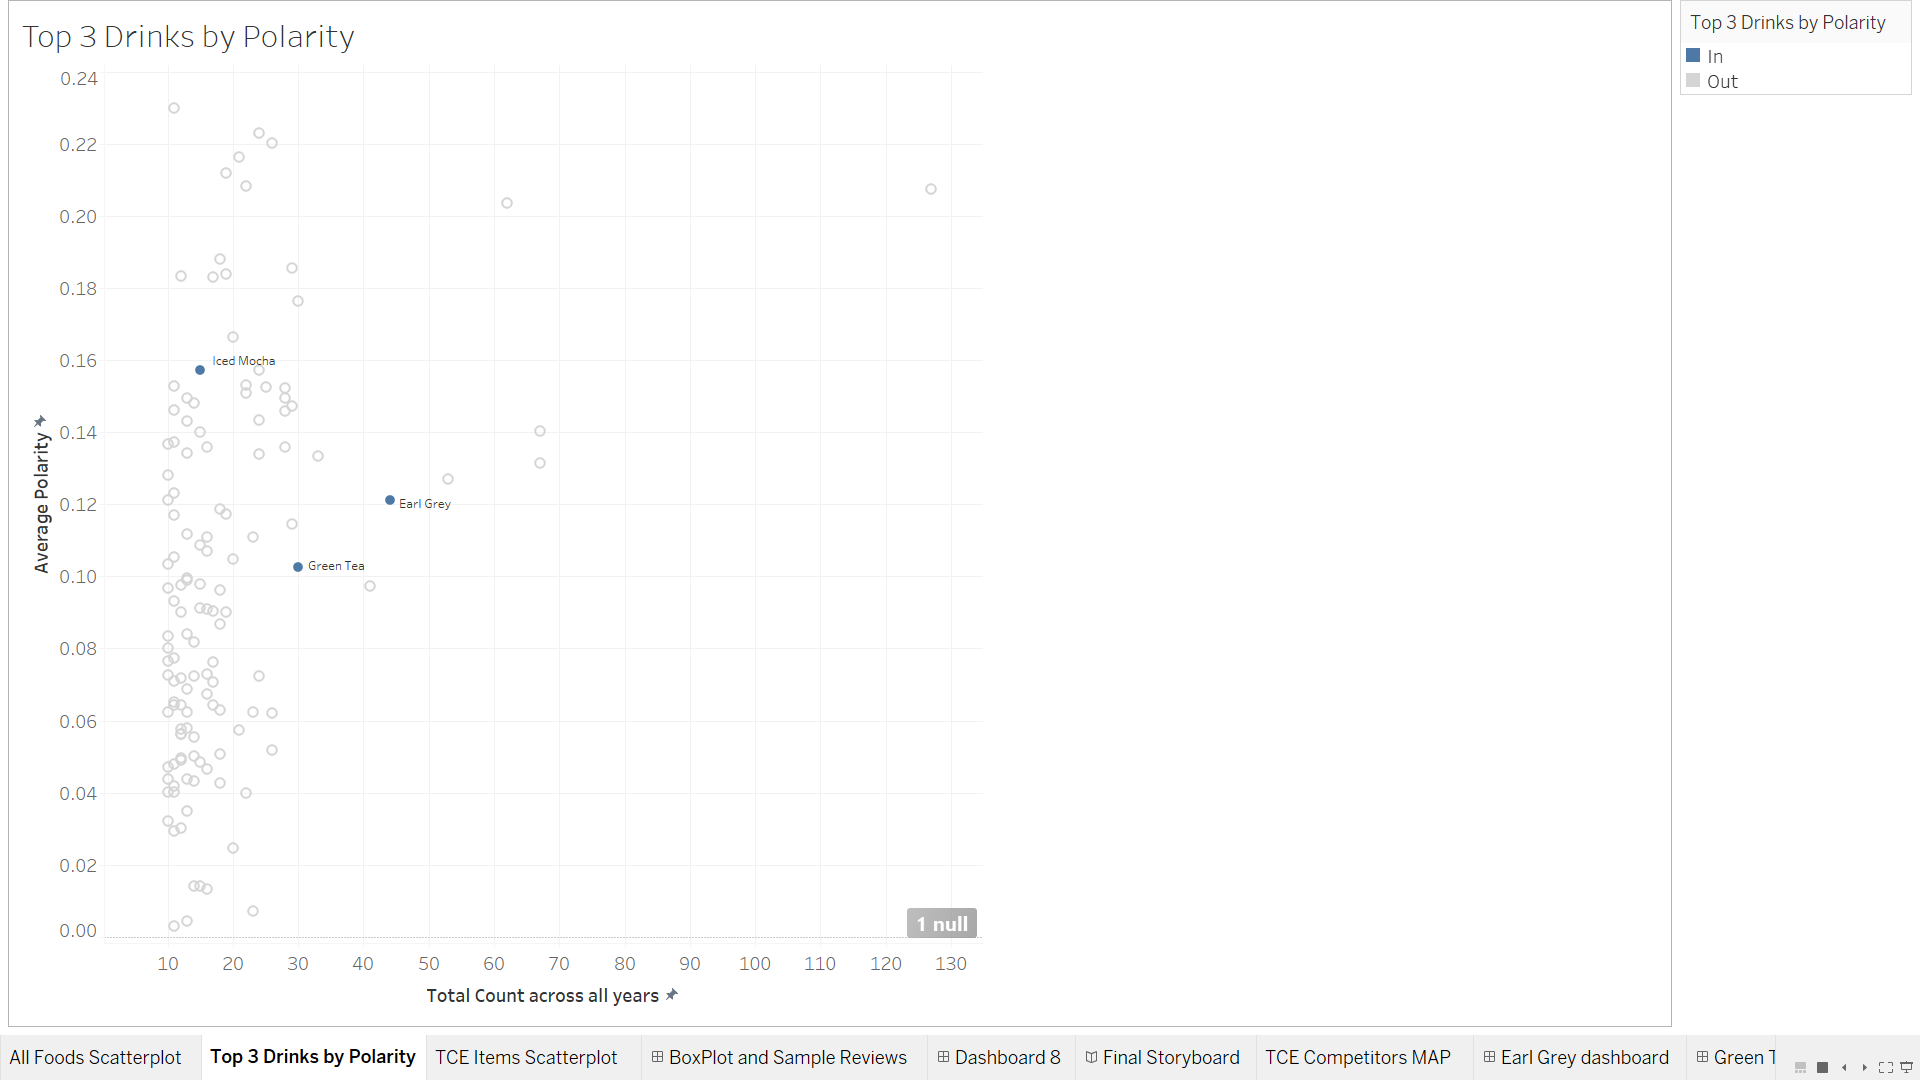 Top 3 Drinks by Polarity
Top 3 Drinks by Polarity
In
Out
0.24
0.22
0.20
0.18
0.16
0.14
0.12
0.10
0.08
0.06
0.04
0.02
0.00
Average Polarity
Iced Mocha
Earl Grey
Green Tea
1 null
10 20 30 40 50 60 70 80 90 100 110 120 130
Total Count across all years
All Foods Scatterplot Top 3 Drinks by Polarity TCE Items Scatterplot BoxPlot and Sample Reviews Dashboard 8 Final Storyboard TCE Competitors MAP Earl Grey dashboard Green